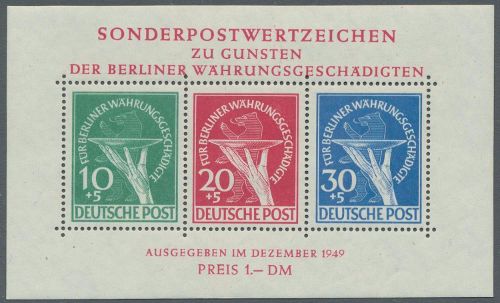 SONDERPOSTWERTZEICHEN
ZU GUNSTEN
DER BERLINER WÄHRUNGSGESCHÄDIGTEN
FÜR BERLINER WÄHRUNGSGESCHÄDIGTE
10
+5
DEUTSCHE POST
FÜR BERLINER WÄHRUNGSGESCHÄDIGTE
20
+5
DEUTSCHE POST
FÜR BERLINER WÄHRUNGSGESCHÄDIGTE
30
+5
DEUTSCHE POST
AUSGEGEBEN IM DEZEMBER 1949
PREIS 1.— DM